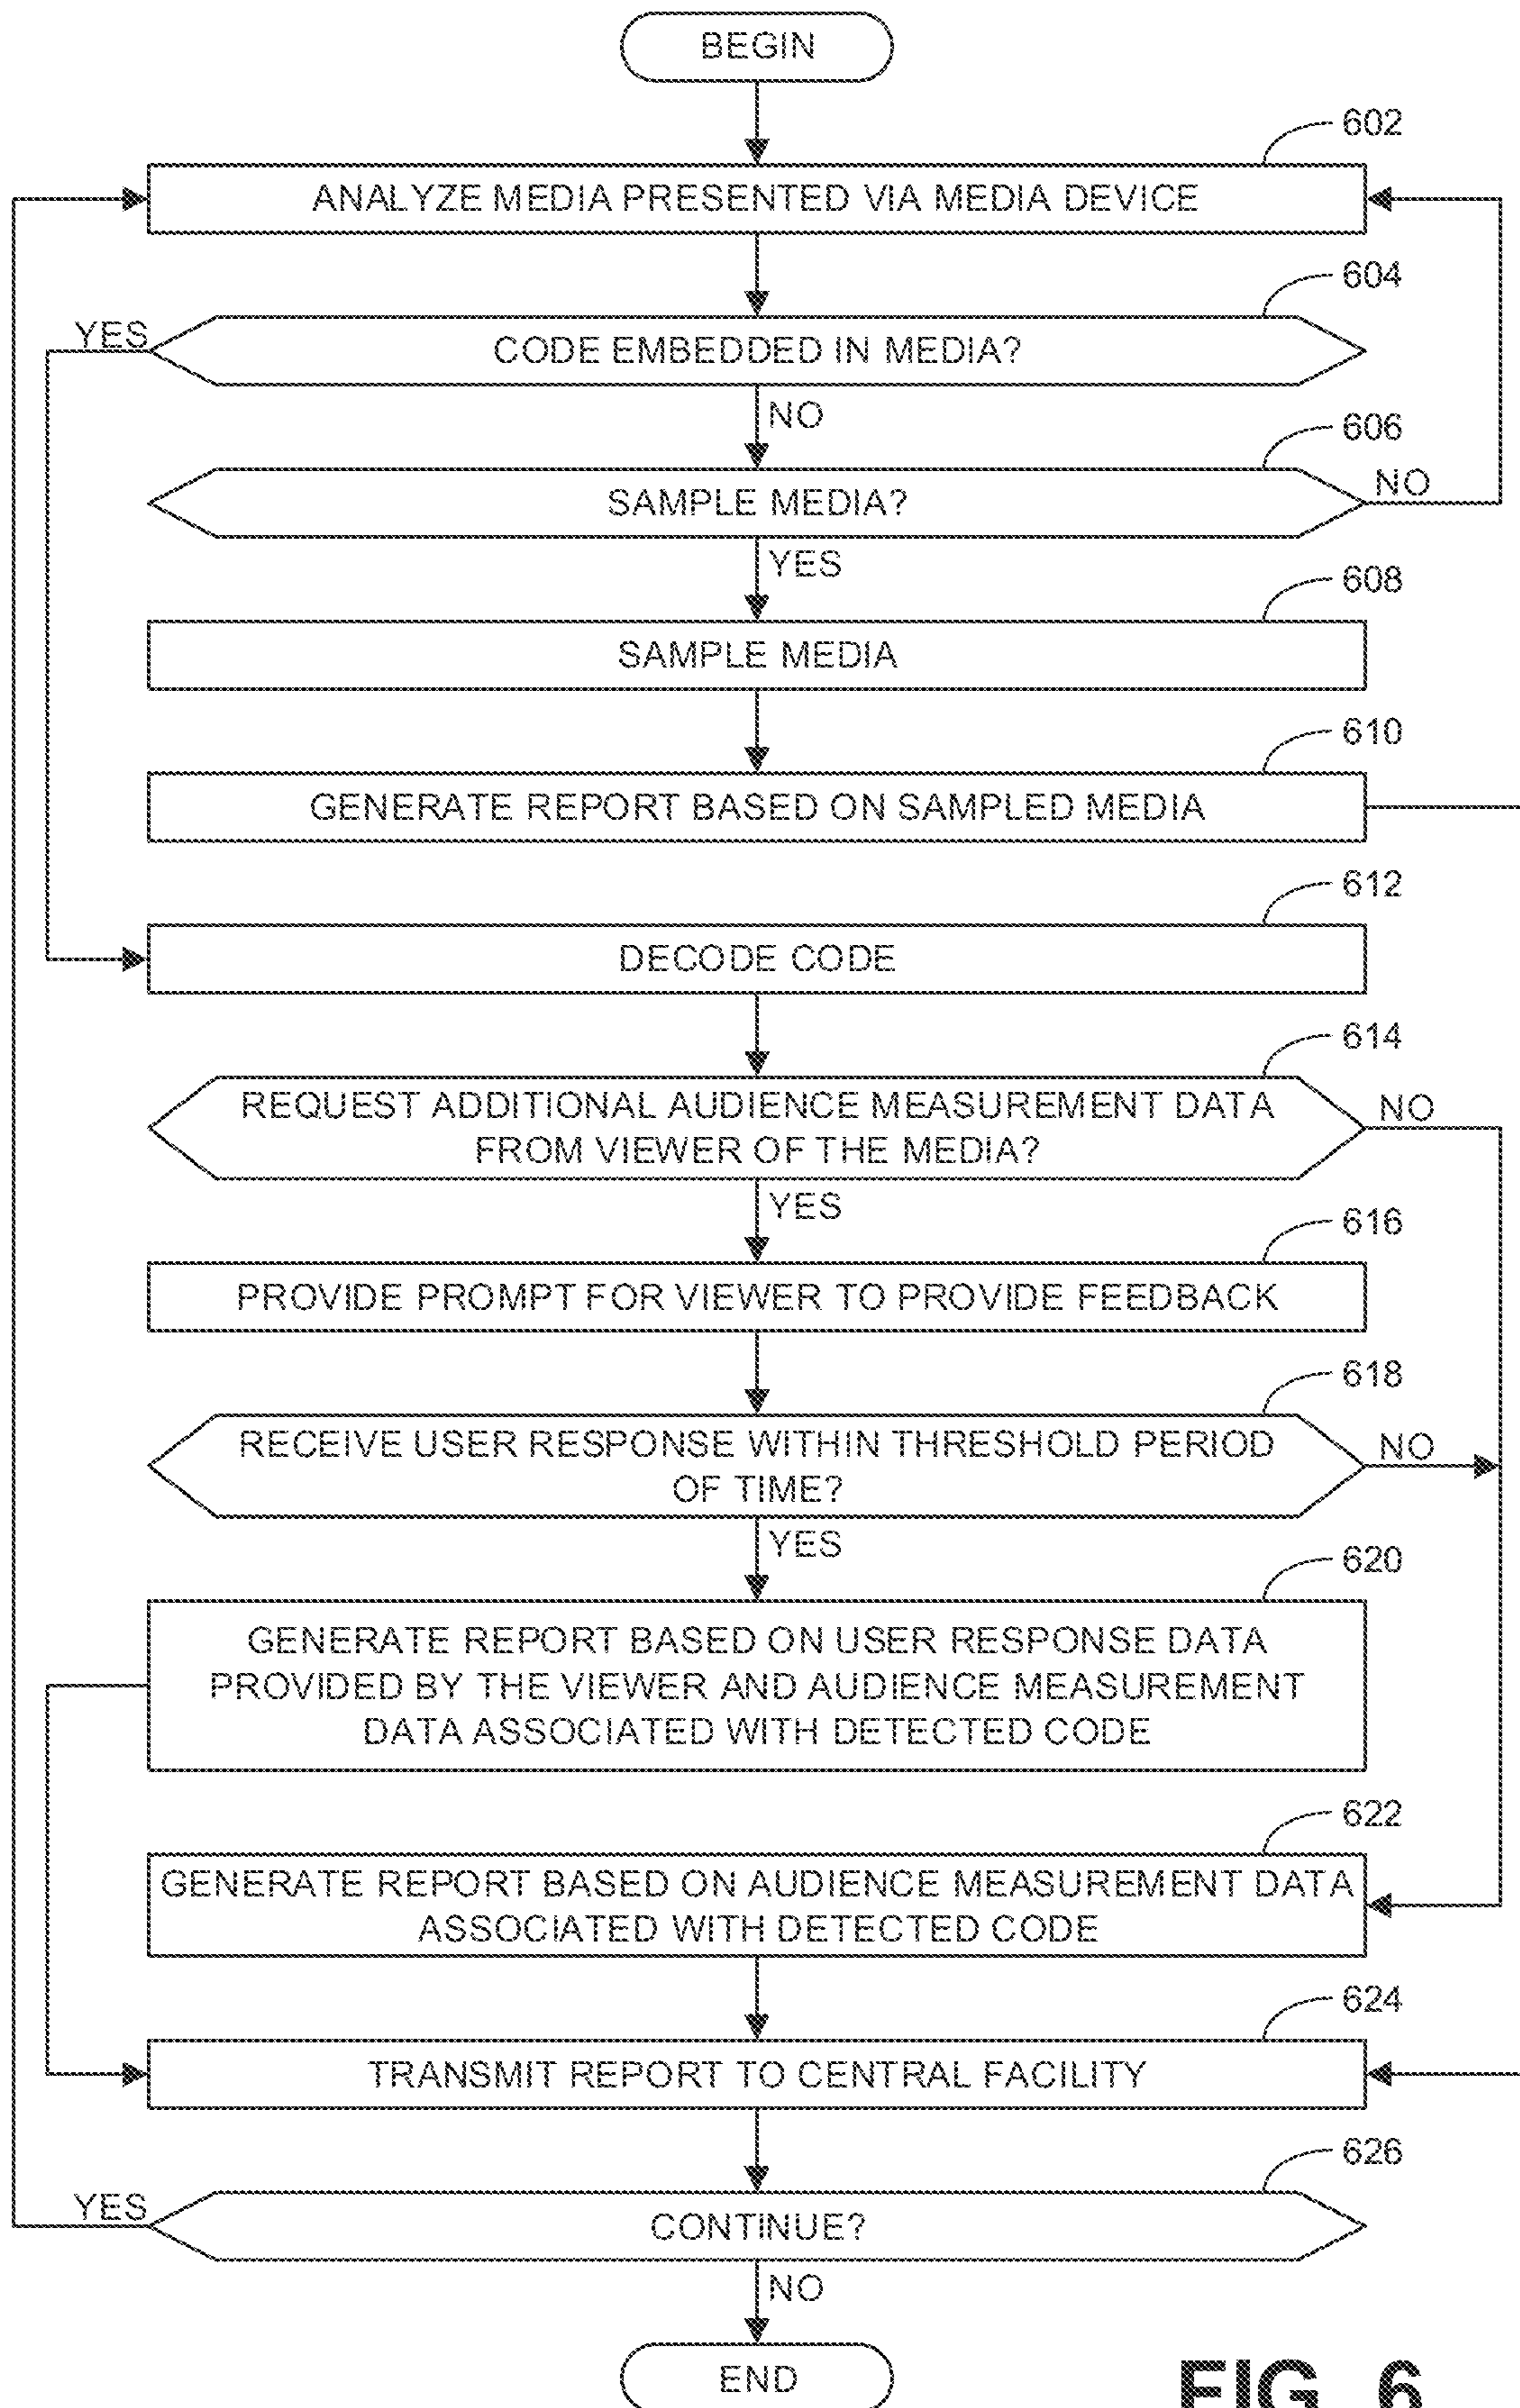 BEGIN
602
ANALYZE MEDIA PRESENTED VIA MEDIA DEVICE
604
YES
CODE EMBEDDED IN MEDIA?
NO
606
SAMPLE MEDIA?
NO
YES
608
SAMPLE MEDIA
610
GENERATE REPORT BASED ON SAMPLED MEDIA
612
DECODE CODE
614
REQUEST ADDITIONAL AUDIENCE MEASUREMENT DATA
FROM VIEWER OF THE MEDIA?
NO
YES
616
PROVIDE PROMPT FOR VIEWER TO PROVIDE FEEDBACK
618
RECEIVE USER RESPONSE WITHIN THRESHOLD PERIOD
OF TIME?
NO
YES
620
GENERATE REPORT BASED ON USER RESPONSE DATA
PROVIDED BY THE VIEWER AND AUDIENCE MEASUREMENT
DATA ASSOCIATED WITH DETECTED CODE
622
GENERATE REPORT BASED ON AUDIENCE MEASUREMENT DATA
ASSOCIATED WITH DETECTED CODE
624
TRANSMIT REPORT TO CENTRAL FACILITY
626
YES
CONTINUE?
NO
END
FIG. 6